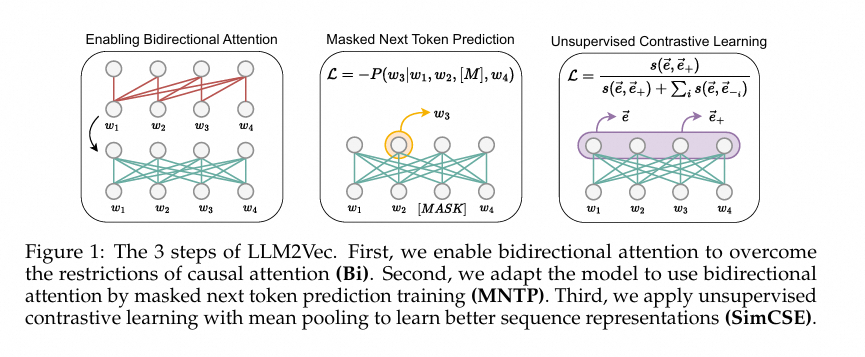 Enabling Bidirectional Attention
w₁ w₂ w₃ w₄
w₁ w₂ w₃ w₄
Masked Next Token Prediction
ℒ = −P(w₃|w₁, w₂, [M], w₄)
w₃
w₁ w₂ [MASK] w₄
Unsupervised Contrastive Learning
ℒ = s(e⃗, e⃗₊) / (s(e⃗, e⃗₊) + ∑ᵢ s(e⃗, e⃗₋ᵢ))
e⃗ e⃗₊
w₁ w₂ w₃ w₄
Figure 1: The 3 steps of LLM2Vec. First, we enable bidirectional attention to overcome
the restrictions of causal attention (Bi). Second, we adapt the model to use bidirectional
attention by masked next token prediction training (MNTP). Third, we apply unsupervised
contrastive learning with mean pooling to learn better sequence representations (SimCSE).